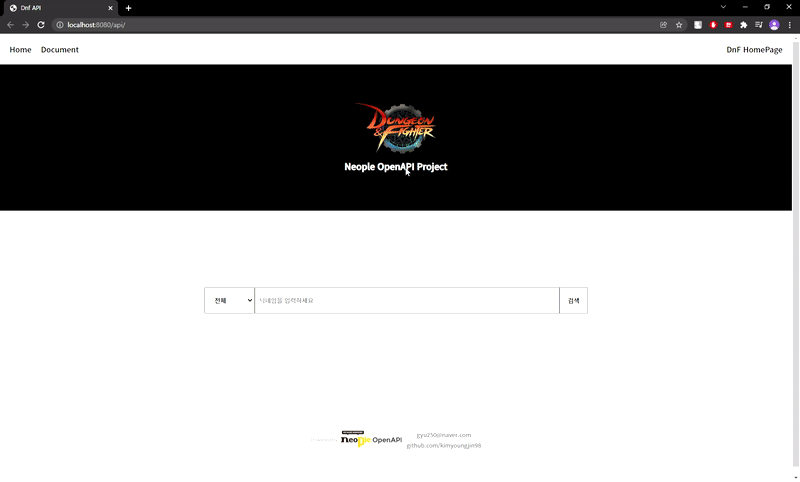 Dnf API
localhost:8080/api/
Home Document DnF HomePage
DUNGEON
& FIGHTER
Neople OpenAPI Project
전체 닉네임을 입력하세요 검색
neople OpenAPI
gyu250@naver.com
github.com/kimyoungjin98